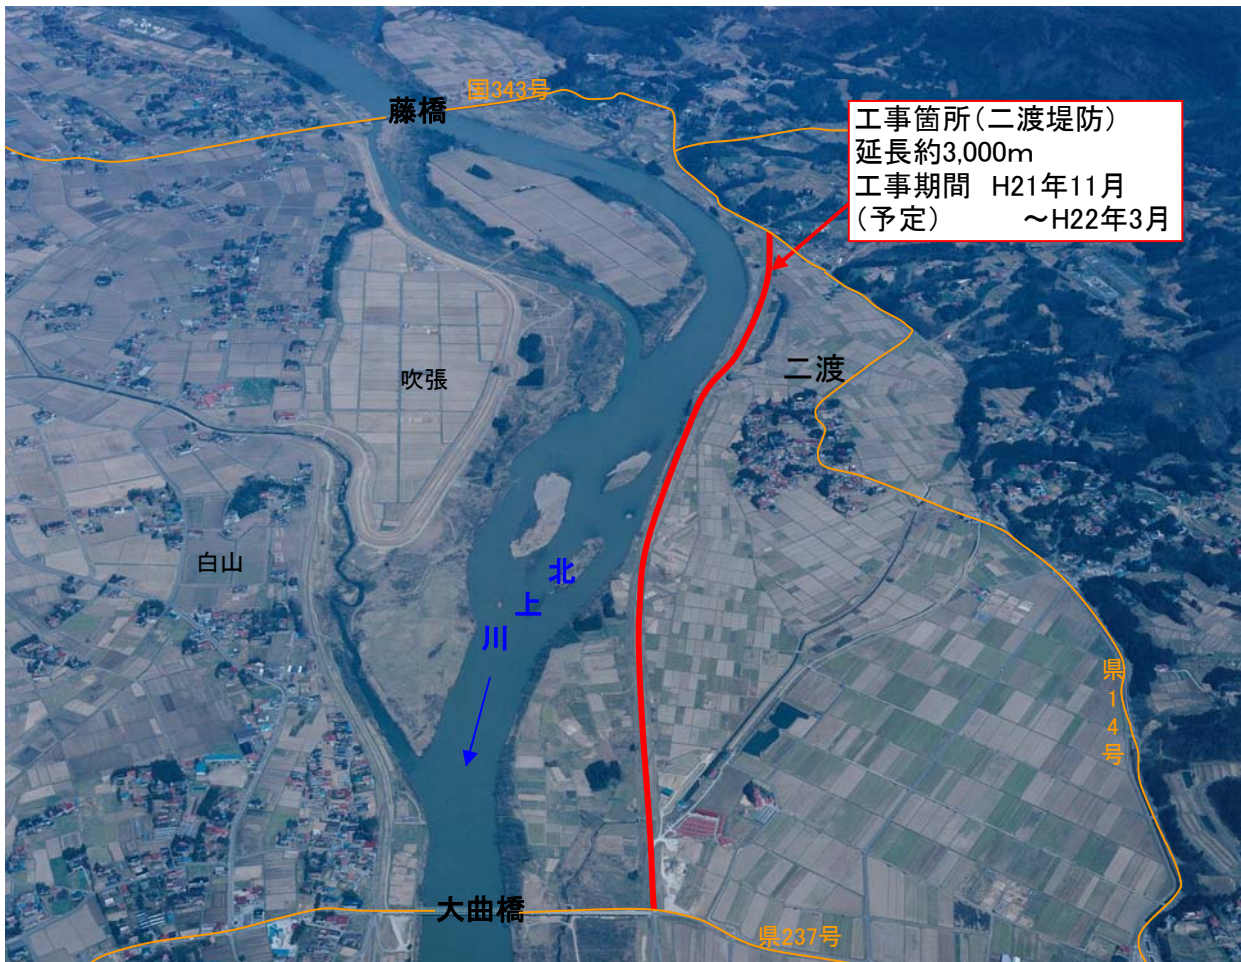 国343号
藤橋
工事箇所(二渡堤防)
延長約3,000m
工事期間 H21年11月
(予定) ～H22年3月
二渡
吹張
白山
北
上
川
県
1
4
号
大曲橋
県237号